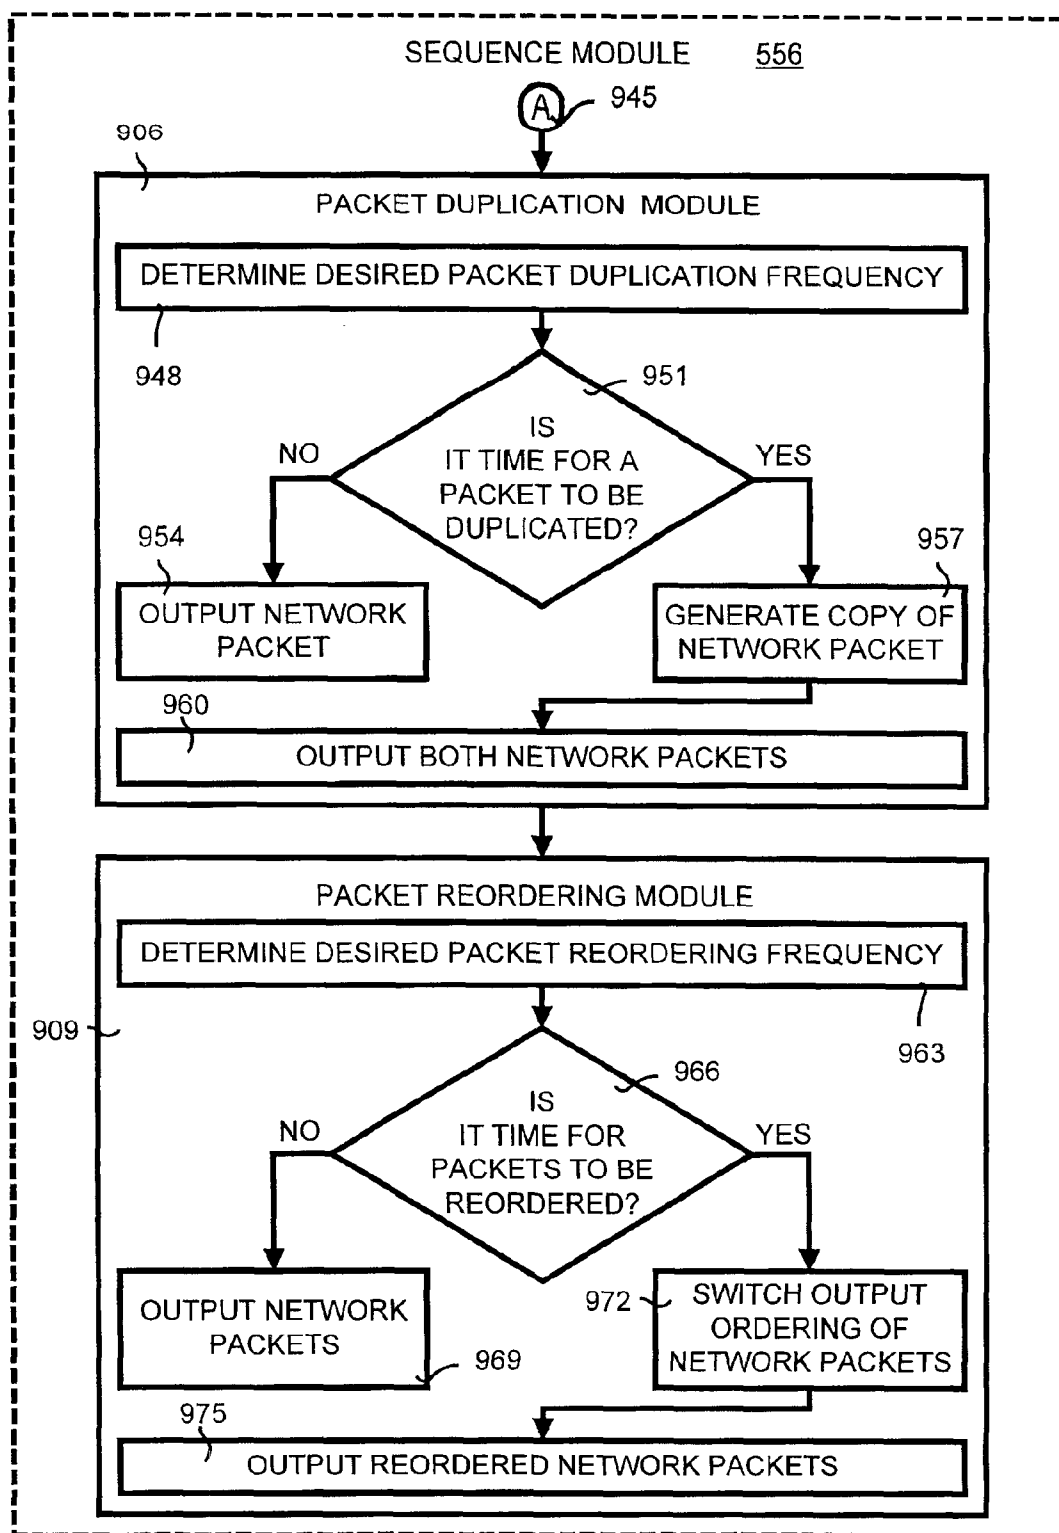 SEQUENCE MODULE 556
A 945
906
PACKET DUPLICATION MODULE
DETERMINE DESIRED PACKET DUPLICATION FREQUENCY
948
951
IS
IT TIME FOR A
PACKET TO BE
DUPLICATED?
NO
YES
954
957
OUTPUT NETWORK
PACKET
GENERATE COPY OF
NETWORK PACKET
960
OUTPUT BOTH NETWORK PACKETS
PACKET REORDERING MODULE
DETERMINE DESIRED PACKET REORDERING FREQUENCY
909
963
966
IS
IT TIME FOR
PACKETS TO BE
REORDERED?
NO
YES
OUTPUT NETWORK
PACKETS
969
972
SWITCH OUTPUT
ORDERING OF
NETWORK PACKETS
975
OUTPUT REORDERED NETWORK PACKETS